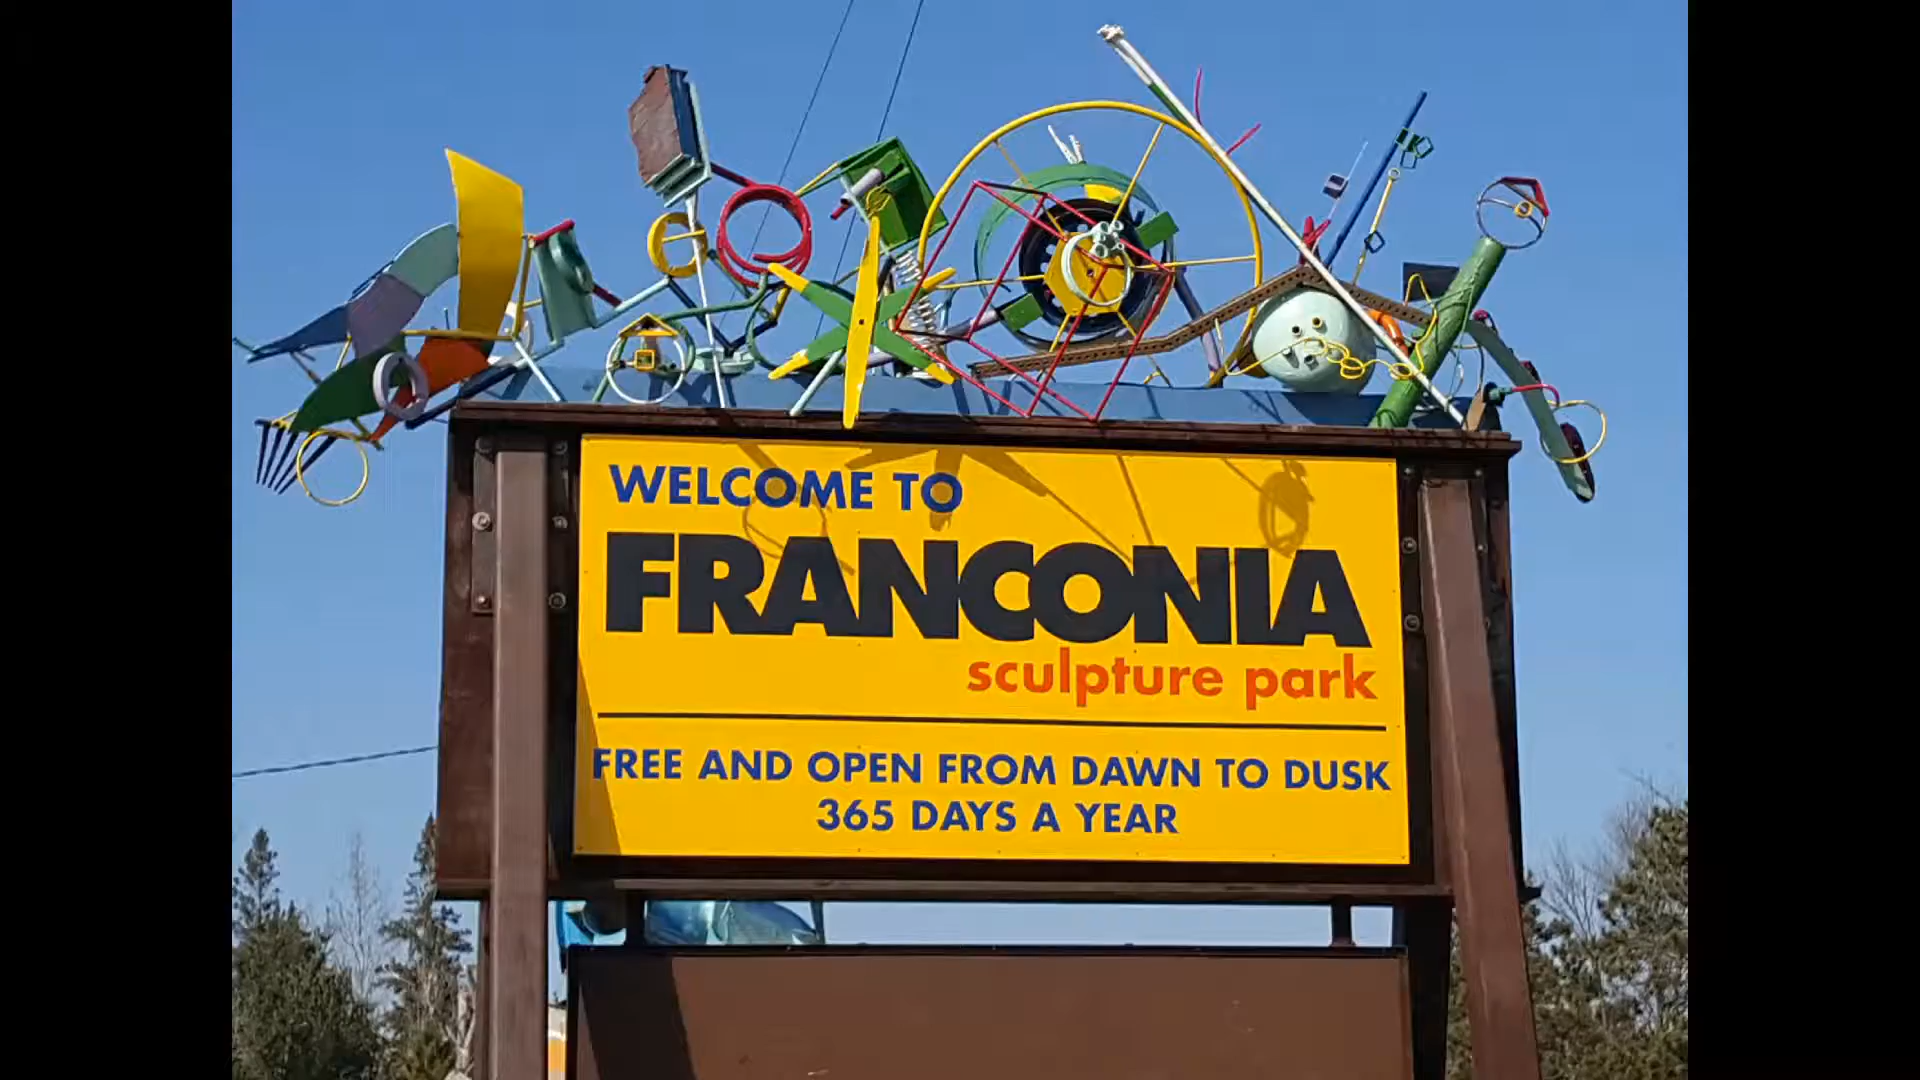 WELCOME TO
FRANCONIA
sculpture park
FREE AND OPEN FROM DAWN TO DUSK
365 DAYS A YEAR